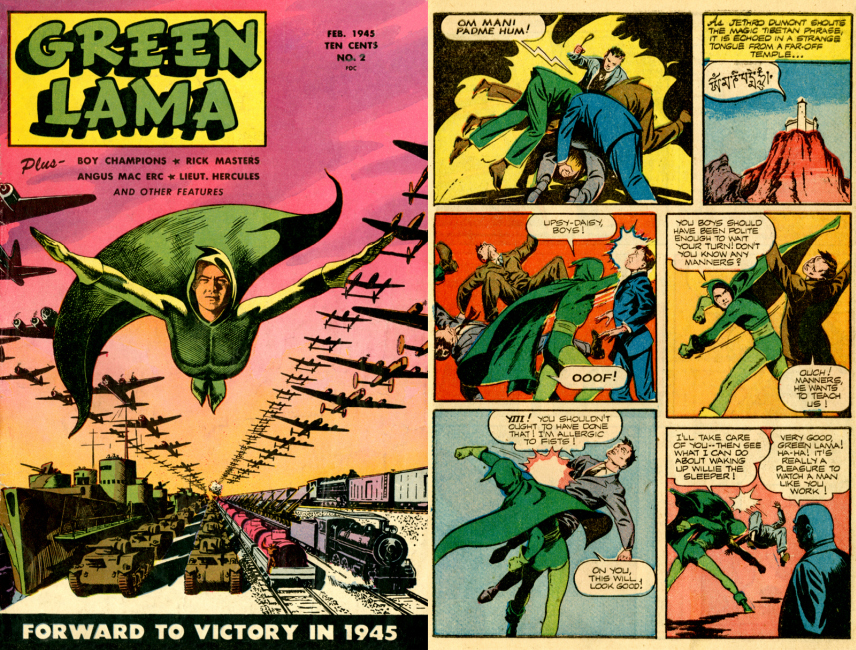 GREEN
LAMA
FEB. 1945
TEN CENTS
NO. 2
PDC
Plus-
BOY CHAMPIONS ★ RICK MASTERS
ANGUS MAC ERC ★ LIEUT. HERCULES
AND OTHER FEATURES
FORWARD TO VICTORY IN 1945
OM MANI
PADME HUM!
AS JETHRO DUMONT SHOUTS
THE MAGIC TIBETAN PHRASE,
IT IS ECHOED IN A STRANGE
TONGUE FROM A FAR-OFF
TEMPLE...
ཨོཾ་མ་ཎི་པདྨེ་ཧཱུྃ།
UPSY-DAISY,
BOYS!
OOOF!
YOU BOYS SHOULD
HAVE BEEN POLITE
ENOUGH TO WAIT
YOUR TURN! DON'T
YOU KNOW ANY
MANNERS?
OUCH!
MANNERS,
HE WANTS
TO TEACH
US!
YIII! YOU SHOULDN'T
OUGHT TO HAVE DONE
THAT! I'M ALLERGIC
TO FISTS!
ON YOU,
THIS WILL
LOOK GOOD!
I'LL TAKE CARE
OF YOU--THEN SEE
WHAT I CAN DO
ABOUT WAKING
UP WILLIE THE
SLEEPER!
VERY GOOD,
GREEN LAMA!
HA-HA! IT'S
REALLY A
PLEASURE TO
WATCH A MAN
LIKE YOU,
WORK!